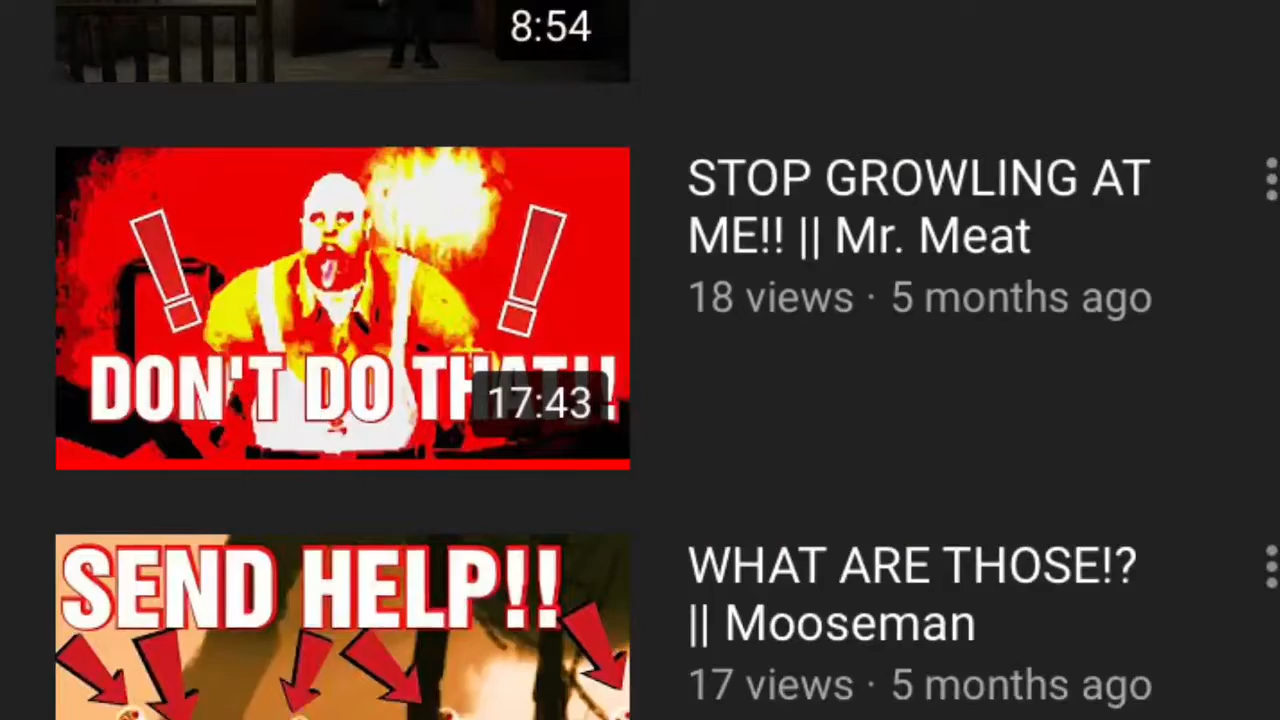 8:54
STOP GROWLING AT
ME!! || Mr. Meat
18 views · 5 months ago
DON'T DO THAT!!
17:43
SEND HELP!!
WHAT ARE THOSE!?
|| Mooseman
17 views · 5 months ago